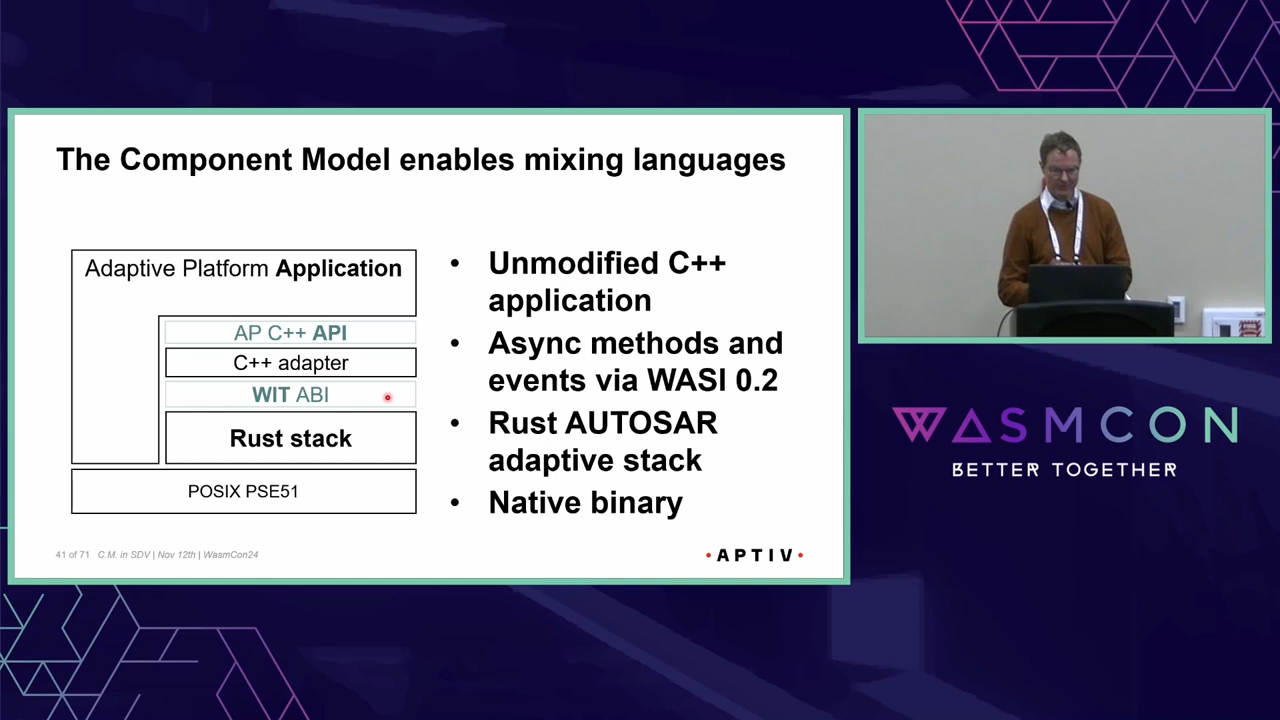 The Component Model enables mixing languages
Adaptive Platform Application
AP C++ API
C++ adapter
WIT ABI
Rust stack
POSIX PSE51
• Unmodified C++
application
• Async methods and
events via WASI 0.2
• Rust AUTOSAR
adaptive stack
• Native binary
41 of 71 C.M. in SDV | Nov 12th | WasmCon24
• APTIV •
WASMCON
BETTER TOGETHER